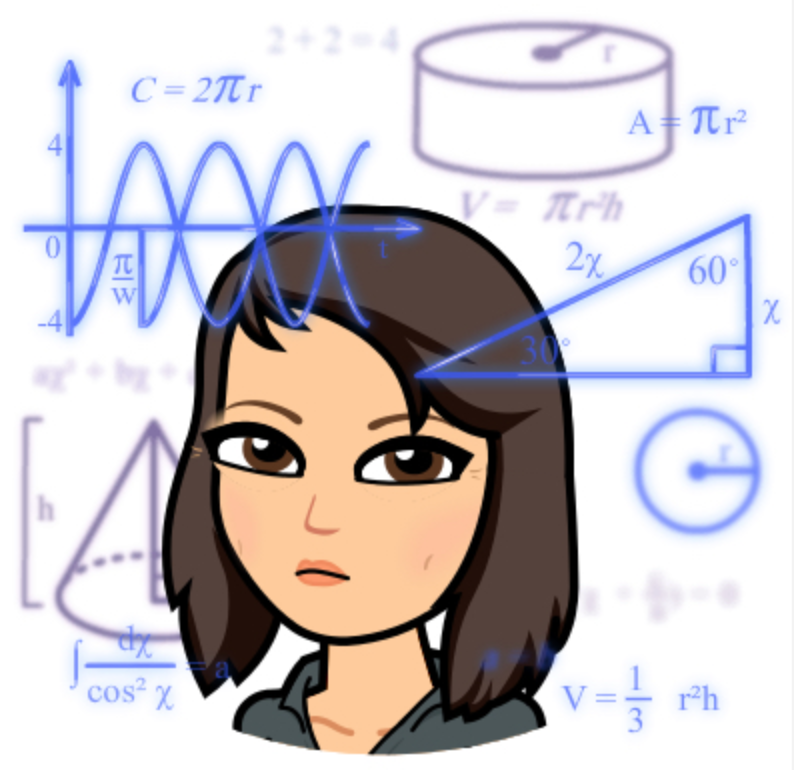 2 + 2 = 4
C = 2πr
r
4
A = πr²
V = πr²h
0
t
π
w
-4
2χ
60°
χ
30°
r
h
∫ dχ / cos² χ = a
V = 1/3 r²h